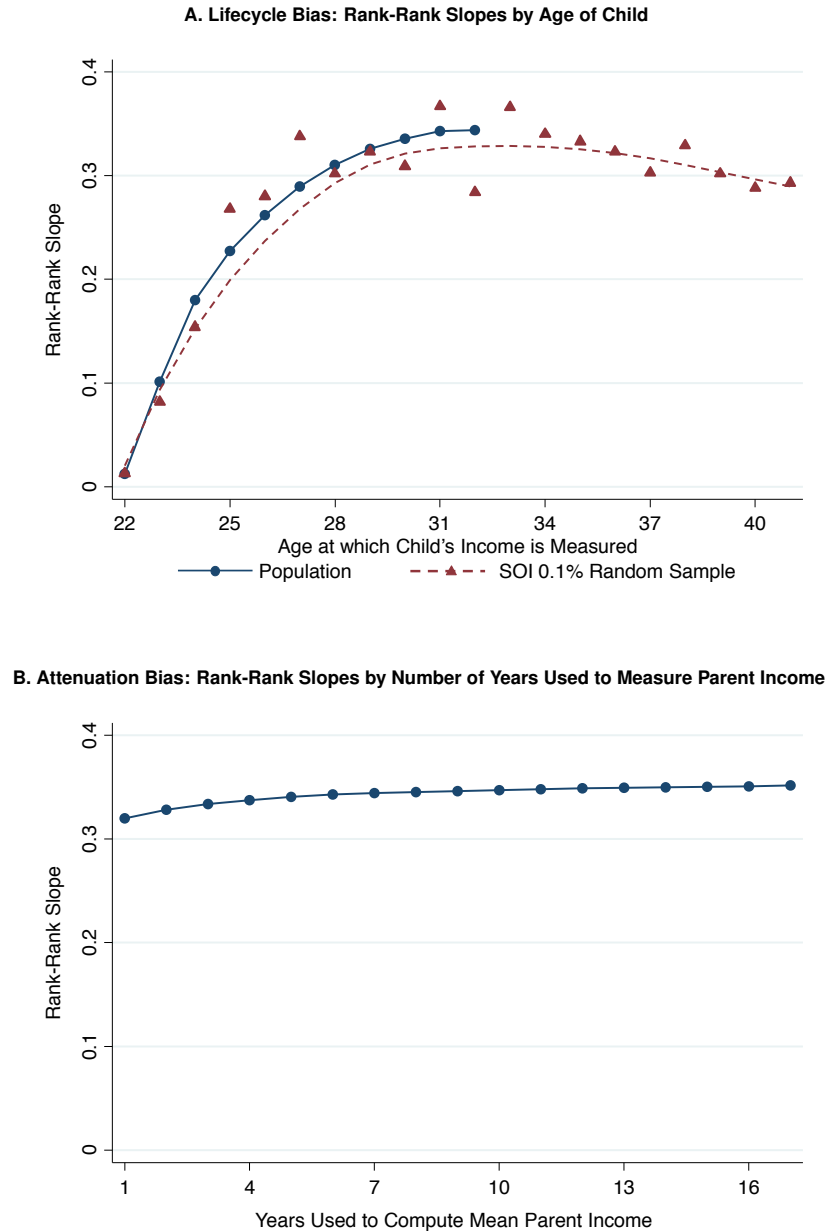 A. Lifecycle Bias: Rank-Rank Slopes by Age of Child
Rank-Rank Slope
0.4
0.3
0.2
0.1
0
22 25 28 31 34 37 40
Age at which Child's Income is Measured
Population SOI 0.1% Random Sample
B. Attenuation Bias: Rank-Rank Slopes by Number of Years Used to Measure Parent Income
Rank-Rank Slope
0.4
0.3
0.2
0.1
0
1 4 7 10 13 16
Years Used to Compute Mean Parent Income